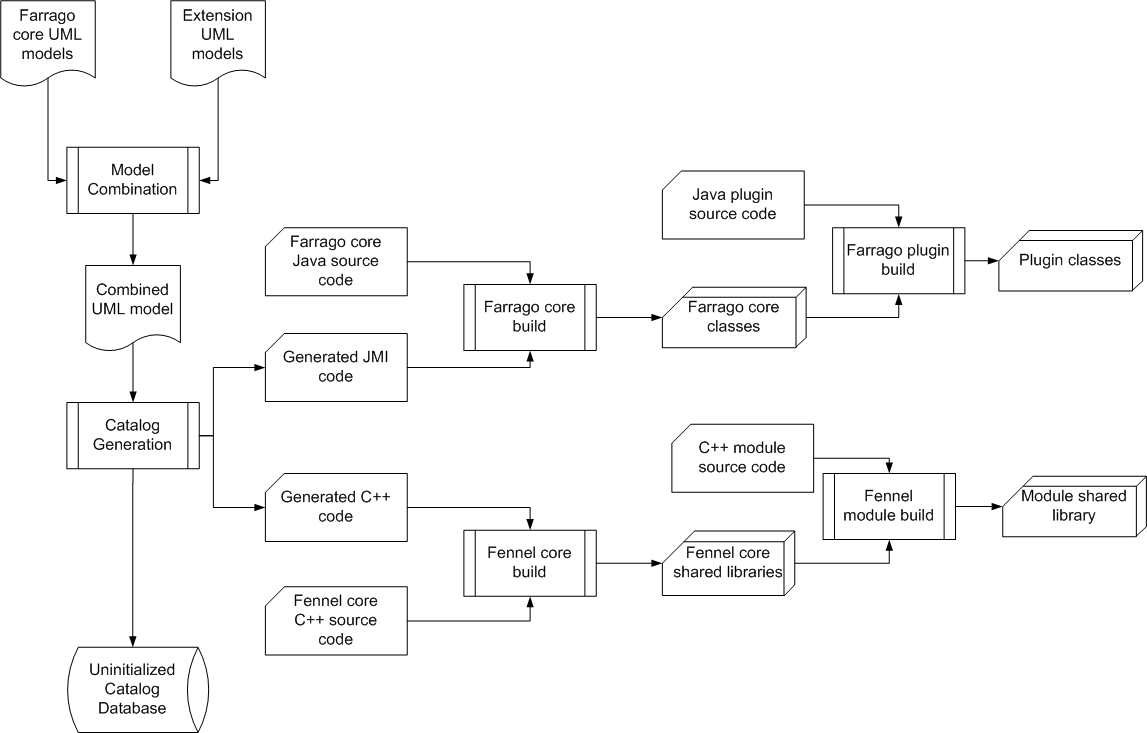 Farrago
core UML
models
Extension
UML
models
Model
Combination
Combined
UML model
Catalog
Generation
Uninitialized
Catalog
Database
Farrago core
Java source
code
Generated JMI
code
Generated C++
code
Fennel core
C++ source
code
Farrago core
build
Fennel core
build
Java plugin
source code
Farrago core
classes
C++ module
source code
Fennel core
shared libraries
Farrago plugin
build
Fennel
module build
Plugin classes
Module shared
library